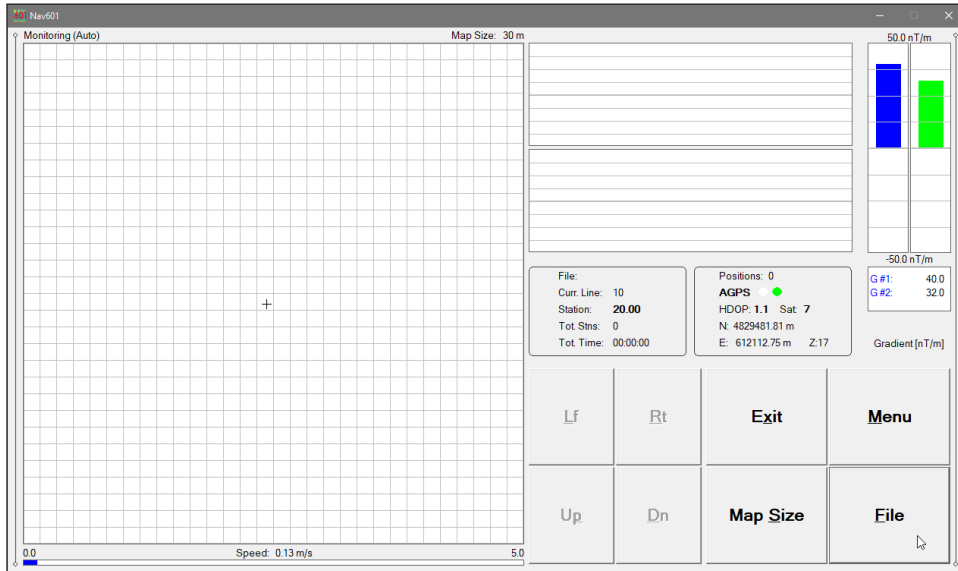 601 Nav601
Monitoring (Auto) Map Size: 30 m
50.0 nT/m
-50.0 nT/m
File:
Curr. Line: 10
Station: 20.00
Tot. Stns: 0
Tot. Time: 00:00:00
Positions: 0
AGPS
HDOP: 1.1 Sat: 7
N: 4829481.81 m
E: 612112.75 m Z:17
G #1: 40.0
G #2: 32.0
Gradient [nT/m]
Lf Rt Exit Menu
Up Dn Map Size File
0.0 Speed: 0.13 m/s 5.0